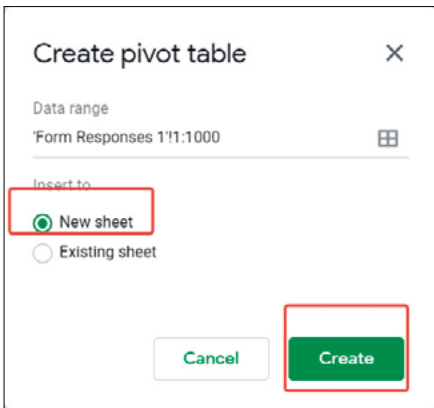 Create pivot table
Data range
'Form Responses 1'!1:1000
Insert to
New sheet
Existing sheet
Cancel
Create